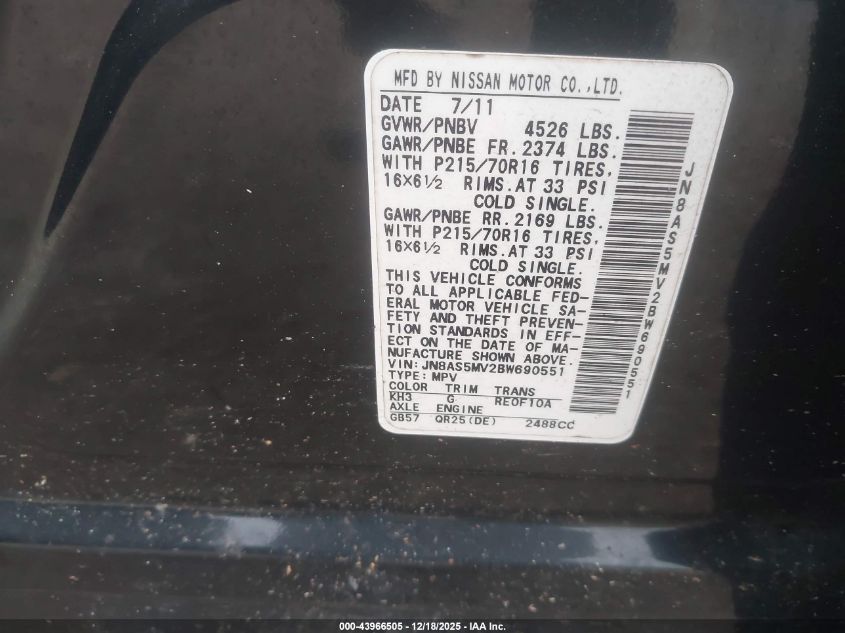 MFD BY NISSAN MOTOR CO.,LTD.
DATE 7/11
GVWR/PNBV 4526 LBS.
GAWR/PNBE FR. 2374 LBS.
WITH P215/70R16 TIRES,
16X6½ RIMS. AT 33 PSI
COLD SINGLE.
GAWR/PNBE RR. 2169 LBS.
WITH P215/70R16 TIRES,
16X6½ RIMS. AT 33 PSI
COLD SINGLE.
THIS VEHICLE CONFORMS
TO ALL APPLICABLE FED-
ERAL MOTOR VEHICLE SA-
FETY AND THEFT PREVEN-
TION STANDARDS IN EFF-
ECT ON THE DATE OF MA-
NUFACTURE SHOWN ABOVE.
VIN: JN8AS5MV2BW690551
TYPE: MPV
COLOR TRIM TRANS
KH3 G RE0F10A
AXLE ENGINE
GB57 QR25(DE) 2488CC
JN8AS5MV2BW690551
000-43966505 - 12/18/2025 - IAA Inc.